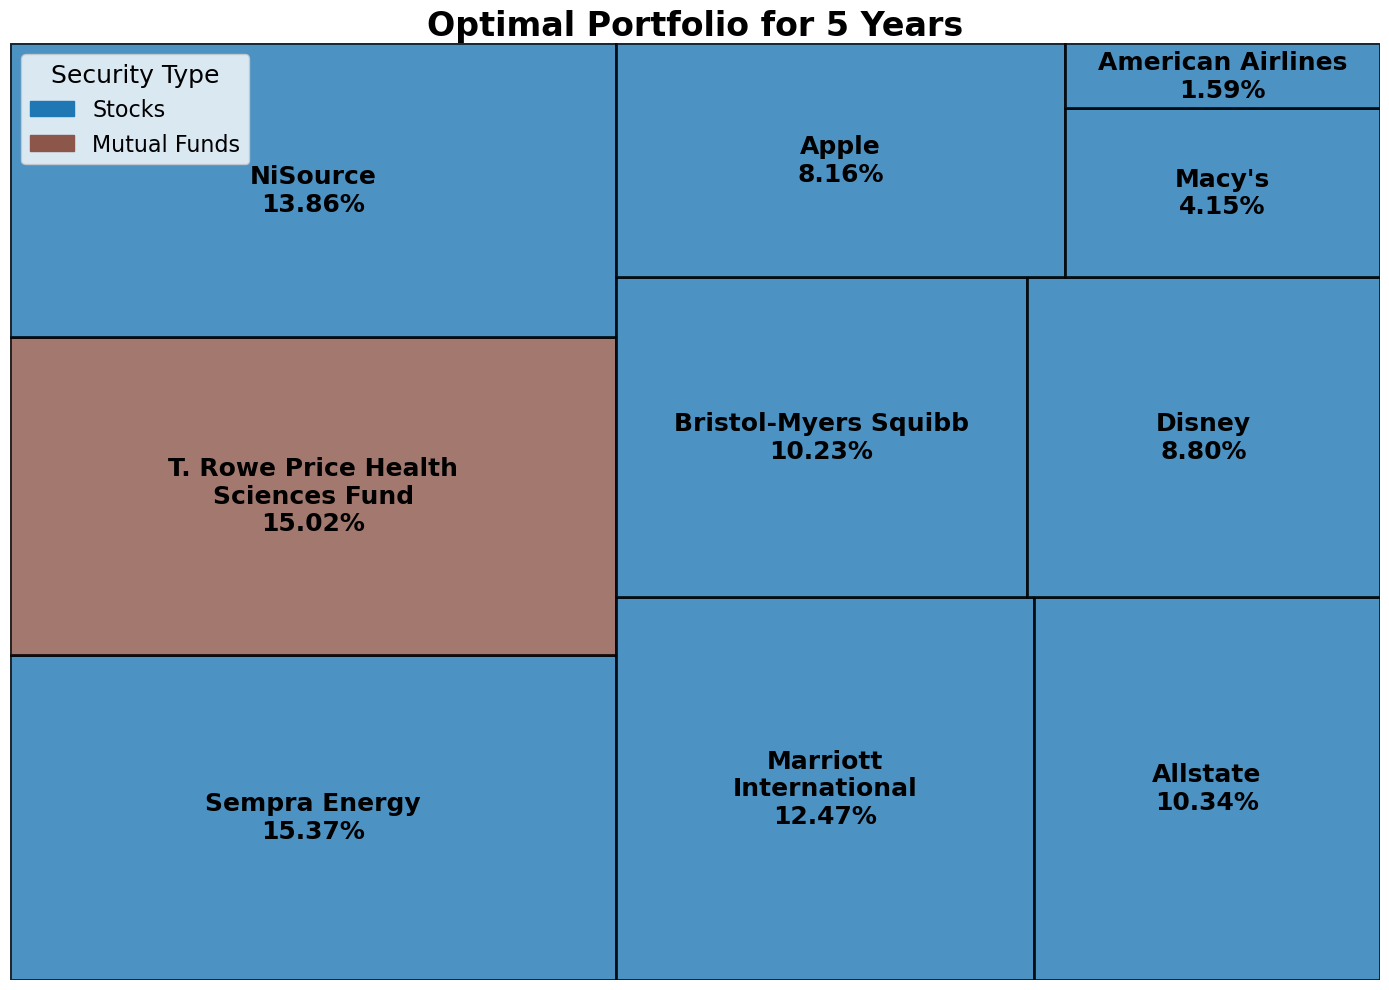 Optimal Portfolio for 5 Years
Security Type
Stocks
Mutual Funds
NiSource
13.86%
Apple
8.16%
American Airlines
1.59%
Macy's
4.15%
T. Rowe Price Health
Sciences Fund
15.02%
Bristol-Myers Squibb
10.23%
Disney
8.80%
Sempra Energy
15.37%
Marriott
International
12.47%
Allstate
10.34%